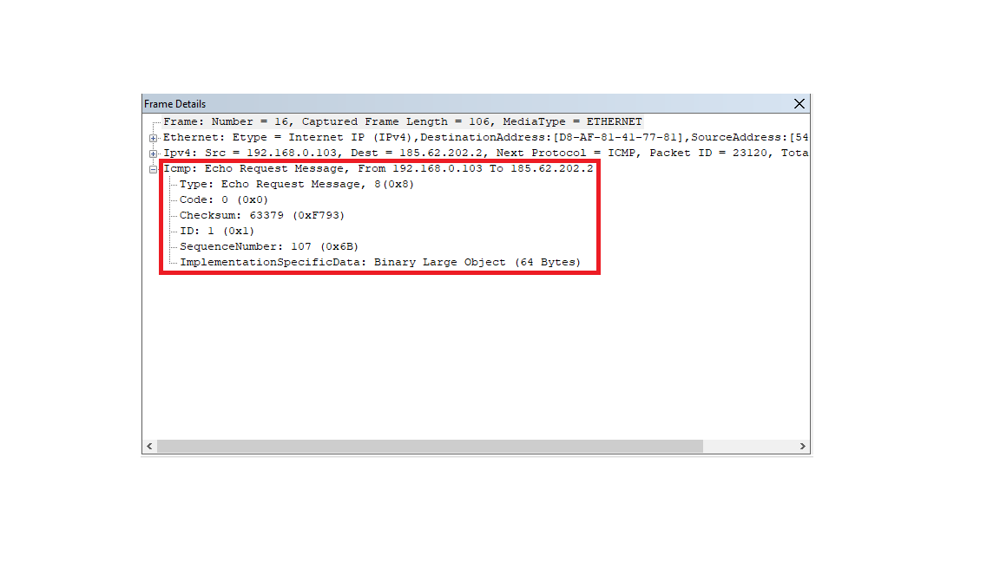 Frame Details
Frame: Number = 16, Captured Frame Length = 106, MediaType = ETHERNET
Ethernet: Etype = Internet IP (IPv4),DestinationAddress:[D8-AF-81-41-77-81],SourceAddress:[54
Ipv4: Src = 192.168.0.103, Dest = 185.62.202.2, Next Protocol = ICMP, Packet ID = 23120, Tota
Icmp: Echo Request Message, From 192.168.0.103 To 185.62.202.2
Type: Echo Request Message, 8(0x8)
Code: 0 (0x0)
Checksum: 63379 (0xF793)
ID: 1 (0x1)
SequenceNumber: 107 (0x6B)
ImplementationSpecificData: Binary Large Object (64 Bytes)